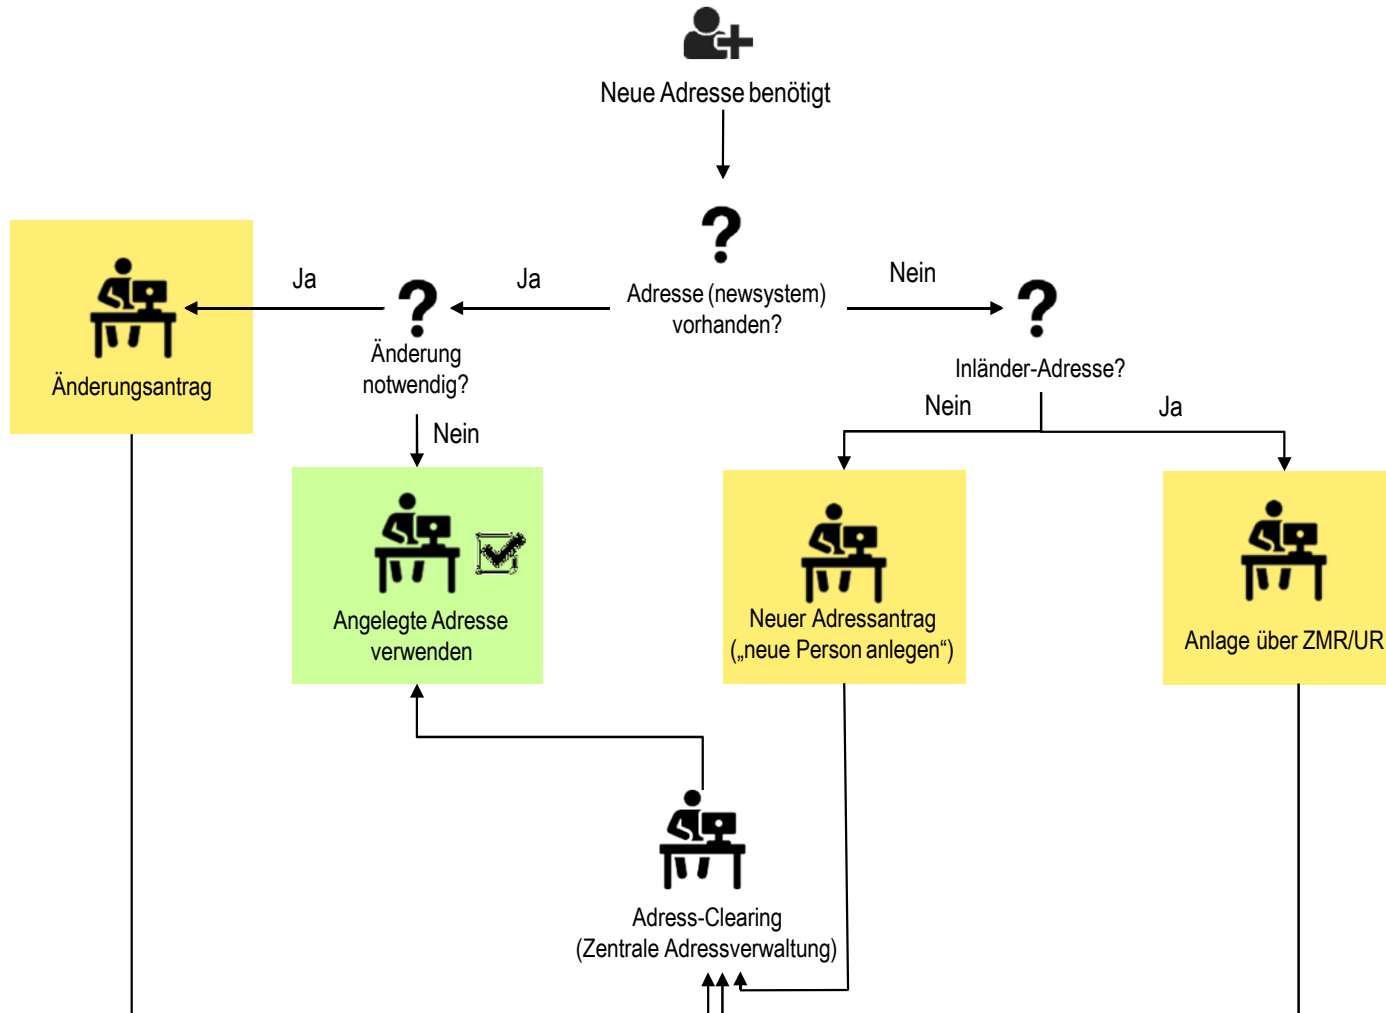 Neue Adresse benötigt
Ja
Ja
Adresse (newsystem)
vorhanden?
Nein
Änderung
notwendig?
Änderungsantrag
Inländer-Adresse?
Nein
Nein
Ja
Angelegte Adresse
verwenden
Neuer Adressantrag
(„neue Person anlegen“)
Anlage über ZMR/UR
Adress-Clearing
(Zentrale Adressverwaltung)